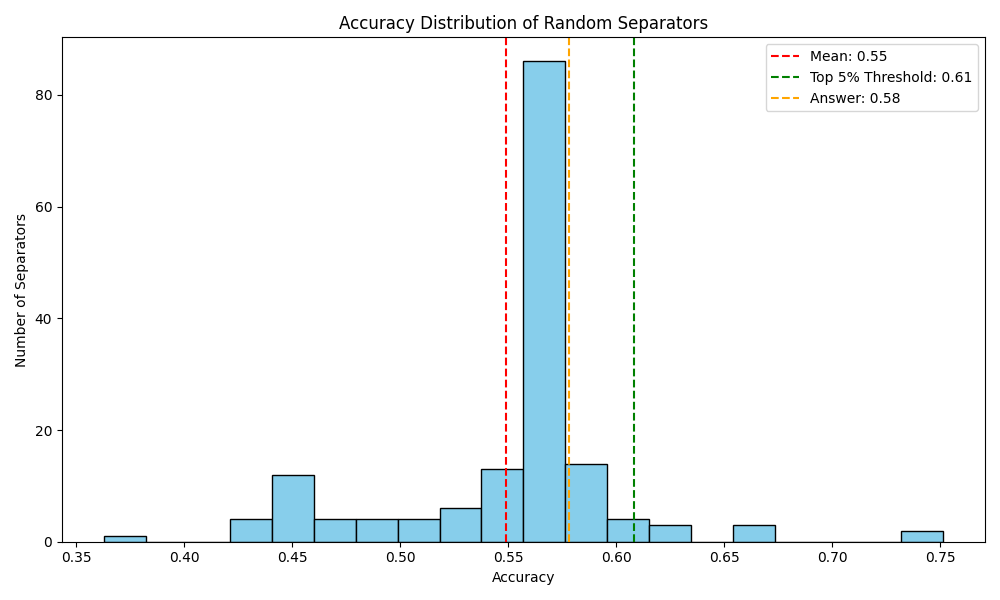 Accuracy Distribution of Random Separators
Mean: 0.55
Top 5% Threshold: 0.61
Answer: 0.58
Number of Separators
80
60
40
20
0
0.35 0.40 0.45 0.50 0.55 0.60 0.65 0.70 0.75
Accuracy